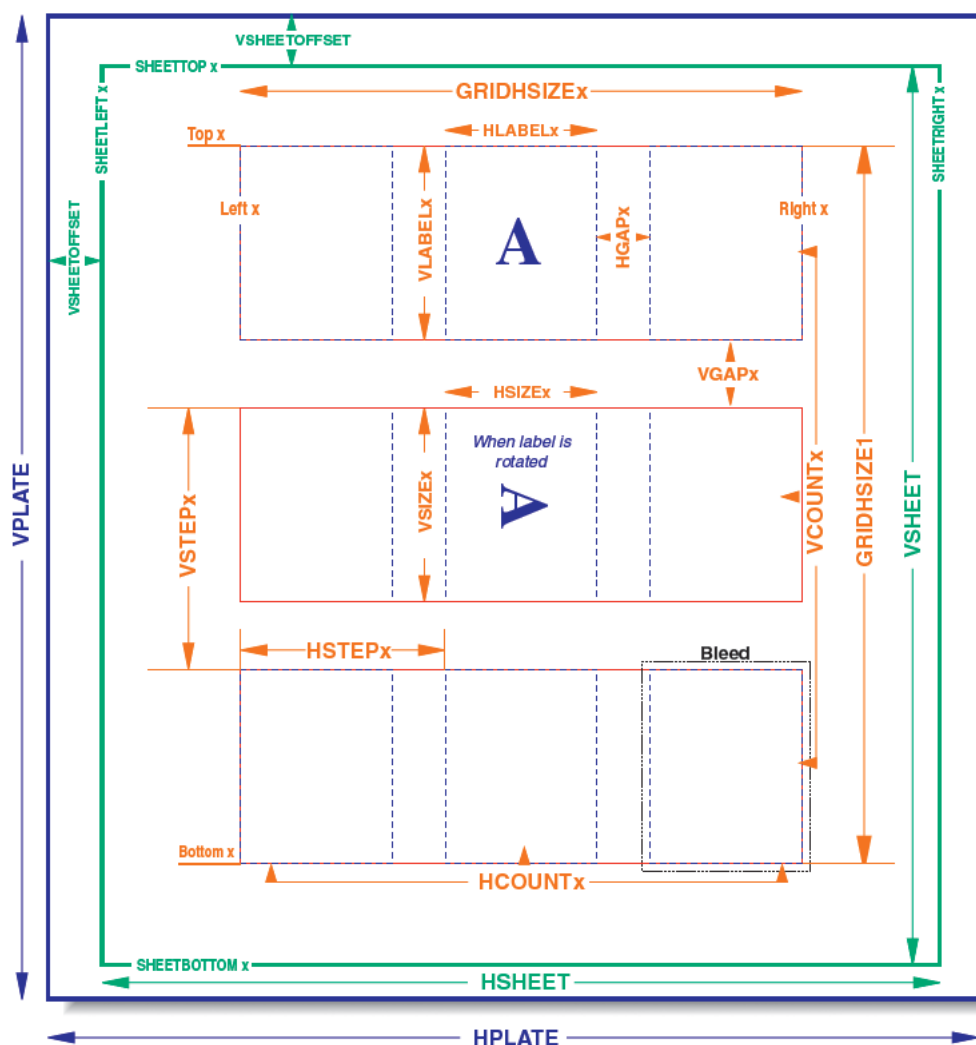 VSHEETOFFSET
SHEETTOP x
SHEETLEFT x
SHEETRIGHT x
GRIDHSIZEx
HLABELx
Top x
Left x
VLABELx
A
HGAPx
Right x
VSHEETOFFSET
VGAPx
HSIZEx
When label is
rotated
A
VSIZEx
VSTEPx
VCOUNTx
GRIDHSIZE1
VSHEET
VPLATE
HSTEPx
Bleed
Bottom x
HCOUNTx
SHEETBOTTOM x
HSHEET
HPLATE